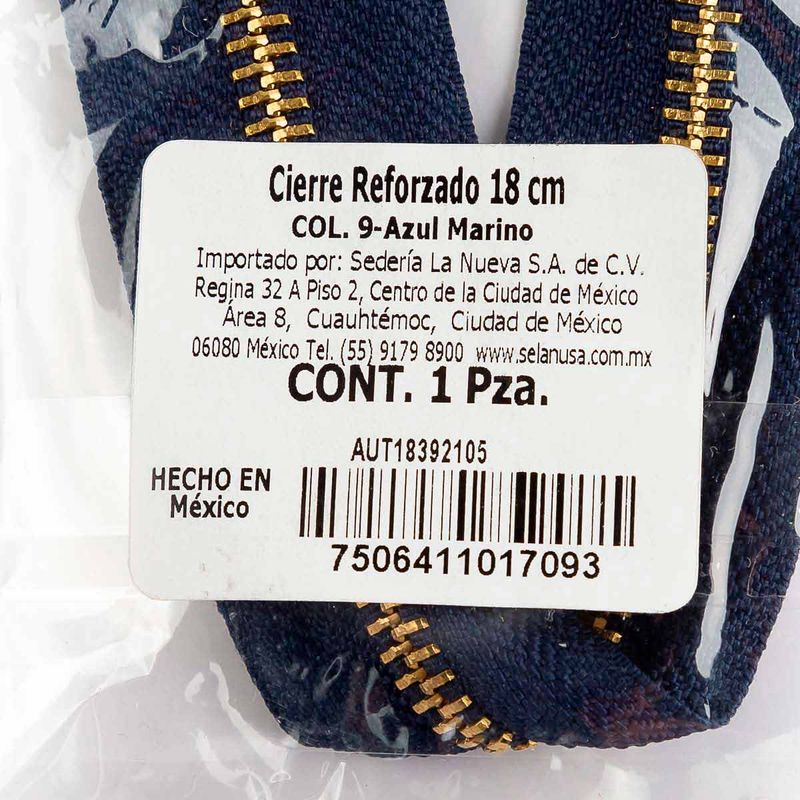 Cierre Reforzado 18 cm
COL. 9-Azul Marino
Importado por: Sedería La Nueva S.A. de C.V.
Regina 32 A Piso 2, Centro de la Ciudad de México
Área 8, Cuauhtémoc, Ciudad de México
06080 México Tel. (55) 9179 8900 www.selanusa.com.mx
CONT. 1 Pza.
AUT18392105
HECHO EN
México
7506411017093